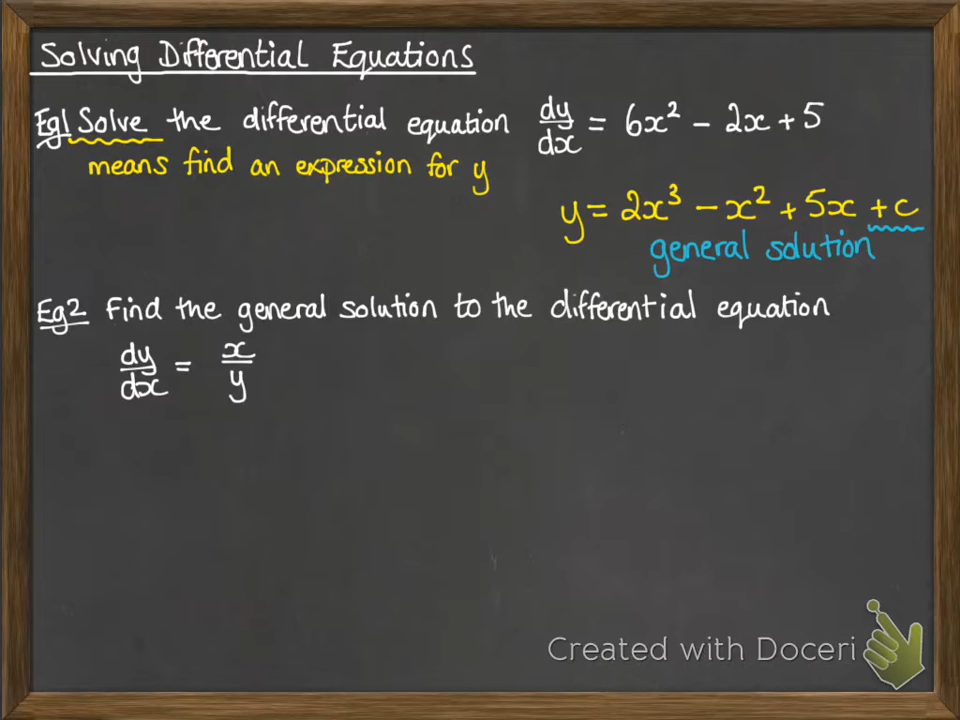 Solving Differential Equations
Eg1 Solve the differential equation dy/dx = 6x² - 2x + 5
means find an expression for y
y = 2x³ - x² + 5x + c
general solution
Eg2 Find the general solution to the differential equation
dy/dx = x/y
Created with Doceri